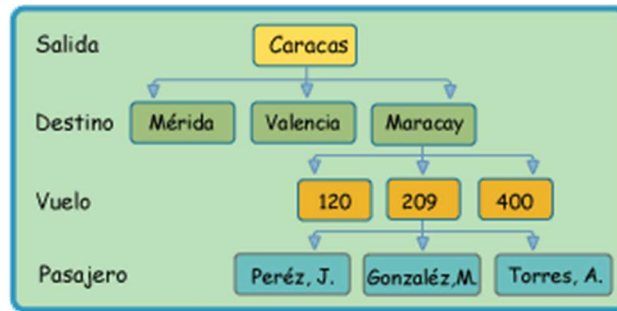 Salida Caracas
Destino Mérida Valencia Maracay
Vuelo 120 209 400
Pasajero Peréz, J. Gonzaléz,M. Torres, A.